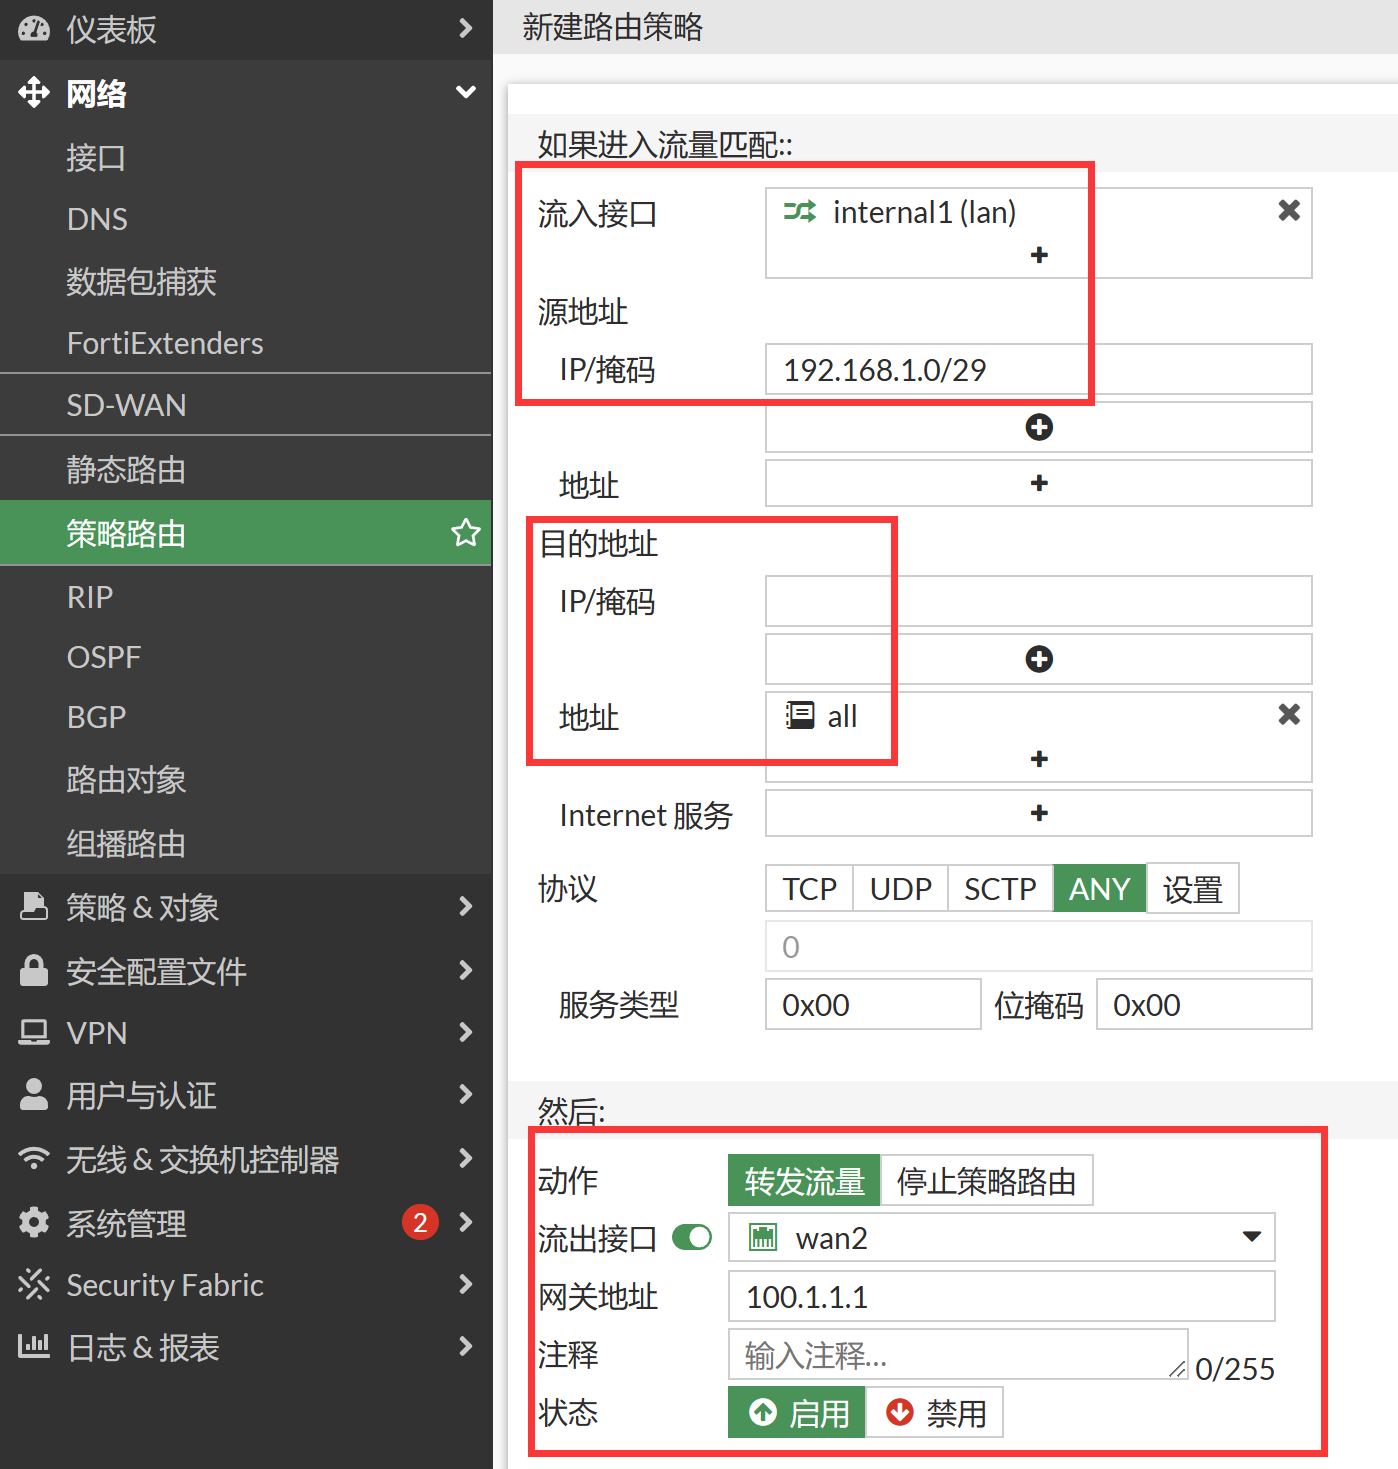 仪表板
网络
接口
DNS
数据包捕获
FortiExtenders
SD-WAN
静态路由
策略路由
RIP
OSPF
BGP
路由对象
组播路由
策略 & 对象
安全配置文件
VPN
用户与认证
无线 & 交换机控制器
系统管理 2
Security Fabric
日志 & 报表
新建路由策略
如果进入流量匹配::
流入接口 internal1 (lan)
源地址
IP/掩码 192.168.1.0/29
地址
目的地址
IP/掩码
地址 all
Internet 服务
协议 TCP UDP SCTP ANY 设置
0
服务类型 0x00 位掩码 0x00
然后:
动作 转发流量 停止策略路由
流出接口 wan2
网关地址 100.1.1.1
注释 输入注释... 0/255
状态 启用 禁用